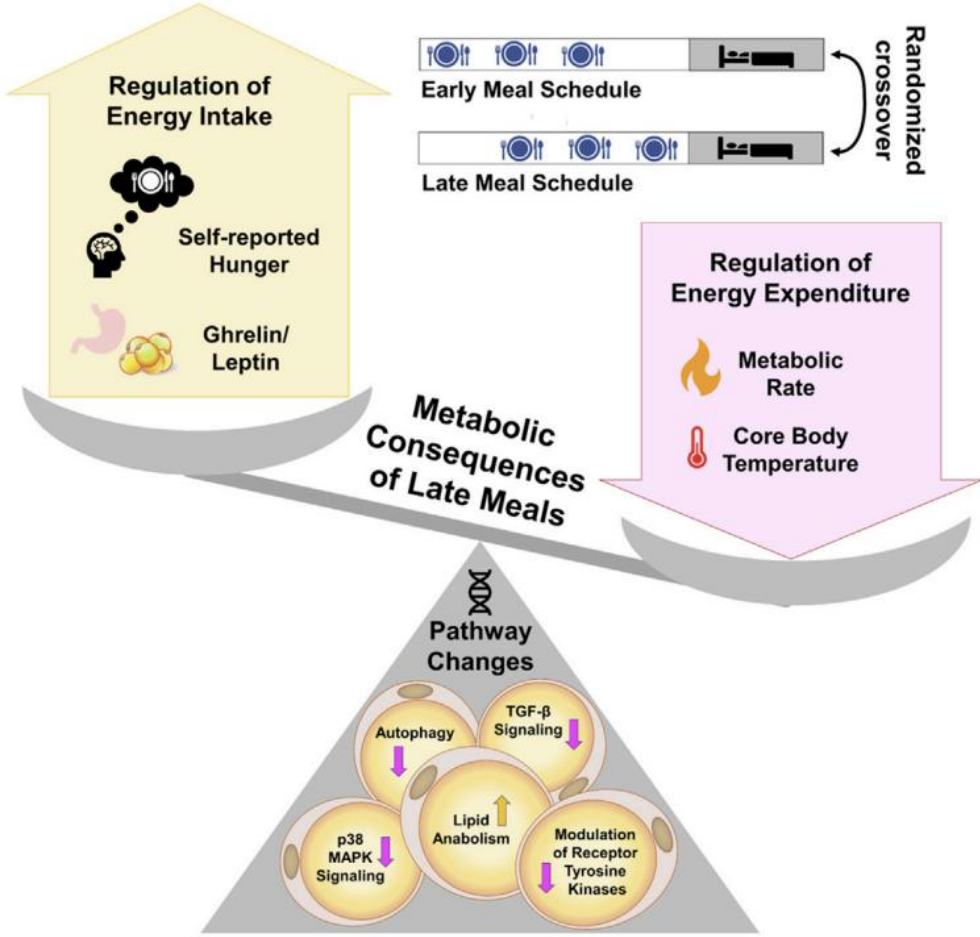 Regulation of
Energy Intake
Self-reported
Hunger
Ghrelin/
Leptin
Early Meal Schedule
Late Meal Schedule
Randomized
crossover
Regulation of
Energy Expenditure
Metabolic
Rate
Core Body
Temperature
Metabolic
Consequences
of Late Meals
Pathway
Changes
Autophagy
TGF-β
Signaling
p38
MAPK
Signaling
Lipid
Anabolism
Modulation
of Receptor
Tyrosine
Kinases